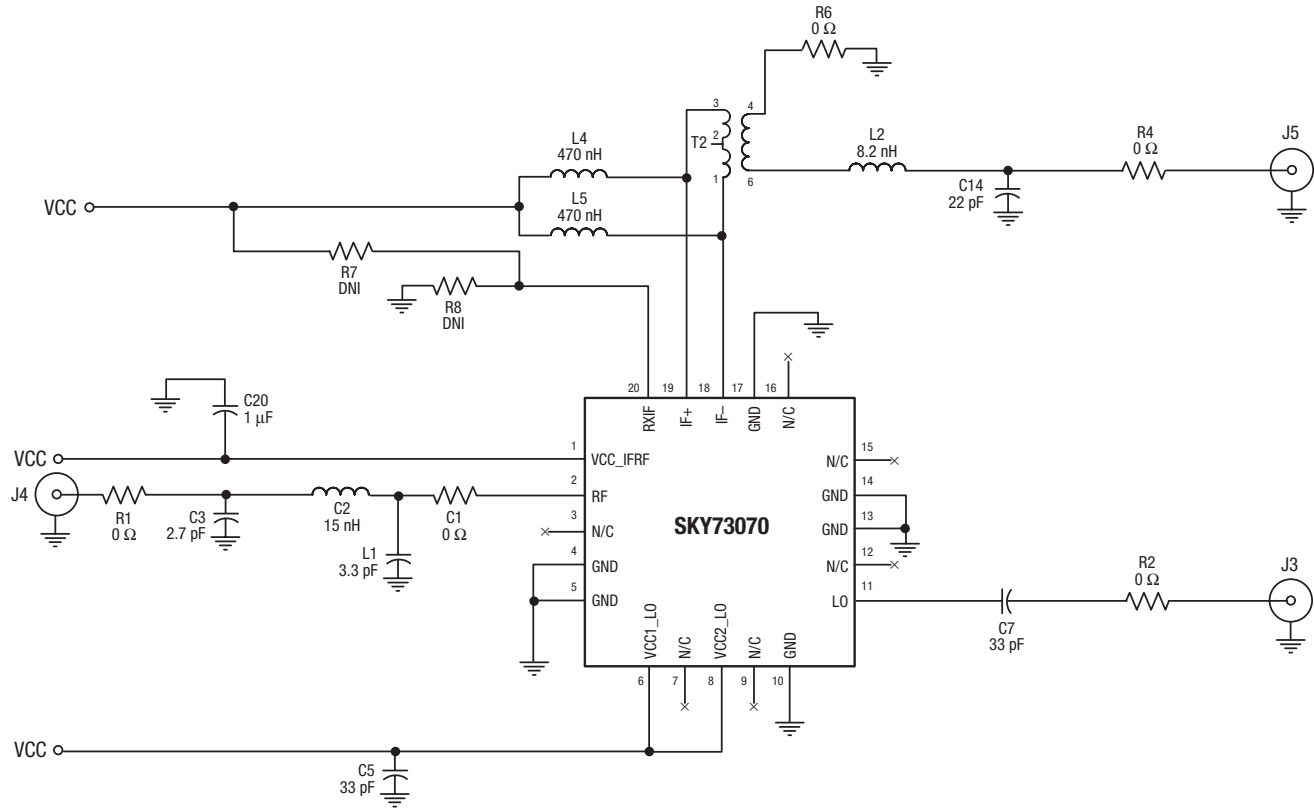 R6
0 Ω
3
4
T2
2
1
6
L2
8.2 nH
R4
0 Ω
J5
C14
22 pF
L4
470 nH
L5
470 nH
VCC
R7
DNI
R8
DNI
20
19
18
17
16
RXIF
IF+
IF–
GND
N/C
C20
1 µF
VCC
1
VCC_IFRF
J4
R1
0 Ω
C3
2.7 pF
C2
15 nH
L1
3.3 pF
C1
0 Ω
2
RF
3
N/C
4
GND
5
GND
SKY73070
15
N/C
14
GND
13
GND
12
N/C
11
LO
C7
33 pF
R2
0 Ω
J3
VCC1_LO
N/C
VCC2_LO
N/C
GND
6
7
8
9
10
VCC
C5
33 pF